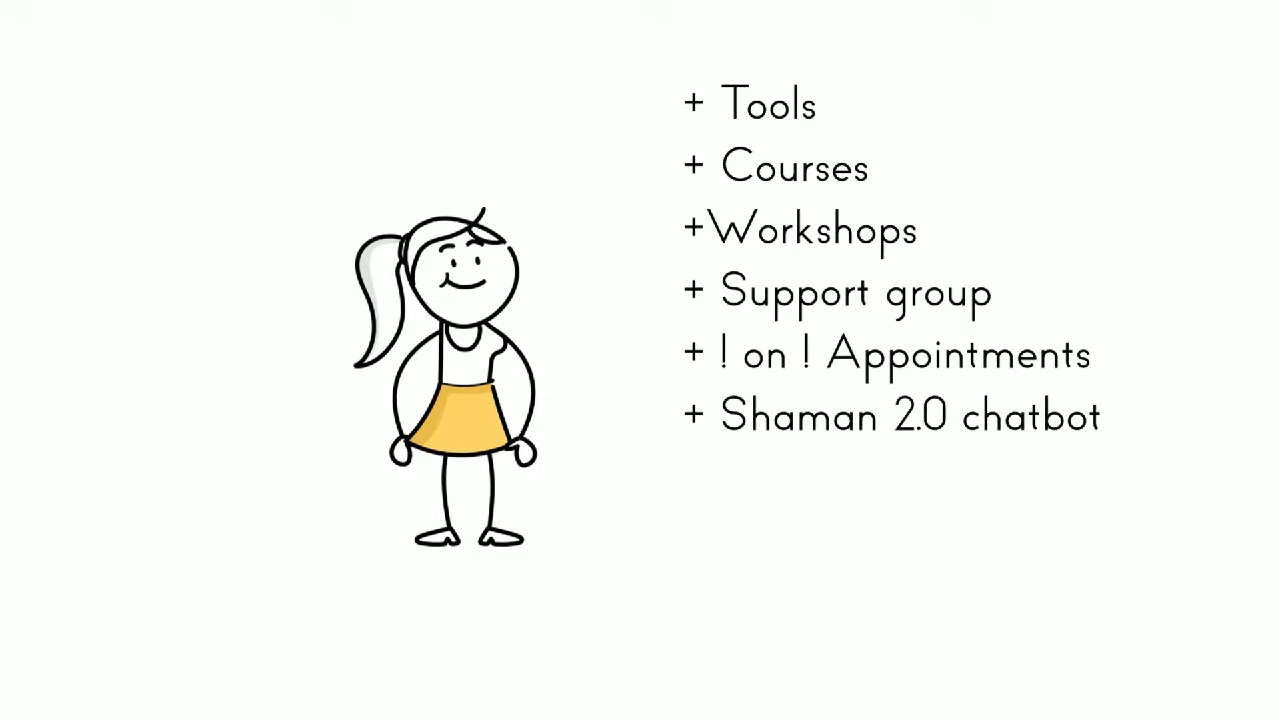 + Tools
+ Courses
+Workshops
+ Support group
+ ! on ! Appointments
+ Shaman 2.0 chatbot